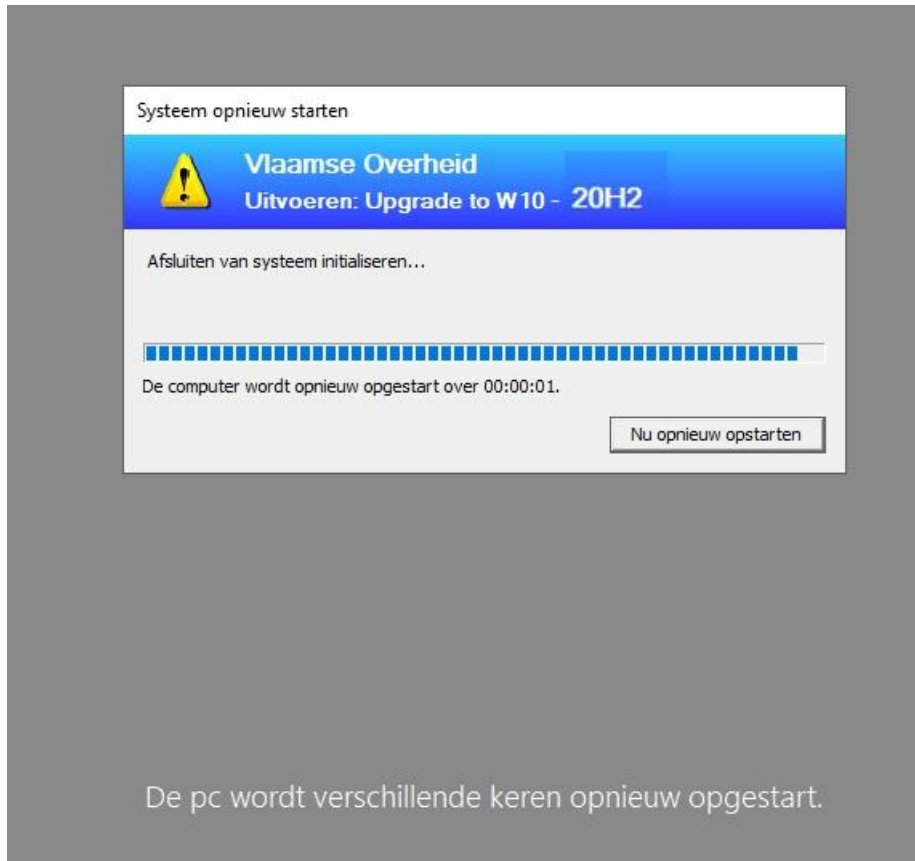 Systeem opnieuw starten
Vlaamse Overheid
Uitvoeren: Upgrade to W10 - 20H2
Afsluiten van systeem initialiseren...
De computer wordt opnieuw opgestart over 00:00:01.
Nu opnieuw opstarten
De pc wordt verschillende keren opnieuw opgestart.